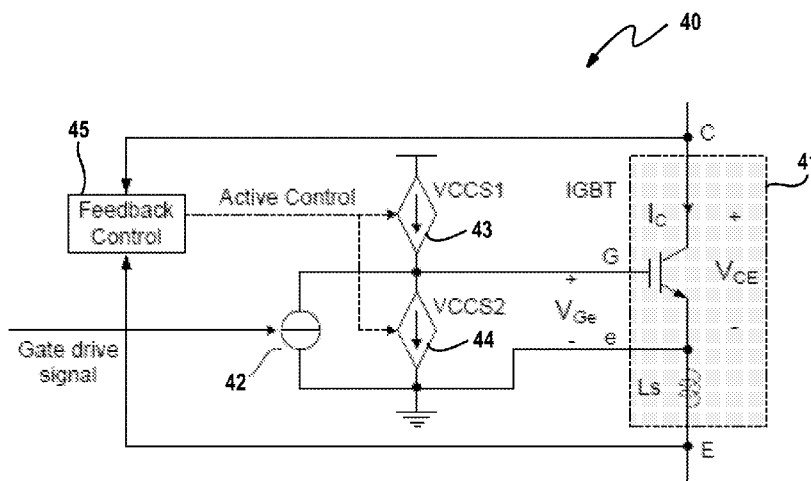 40
45
C
41
Feedback
Control
Active Control
VCCS1
43
IGBT
I_C
+
V_CE
-
G
+
V_Ge
-
e
VCCS2
44
Gate drive
signal
42
Ls
E